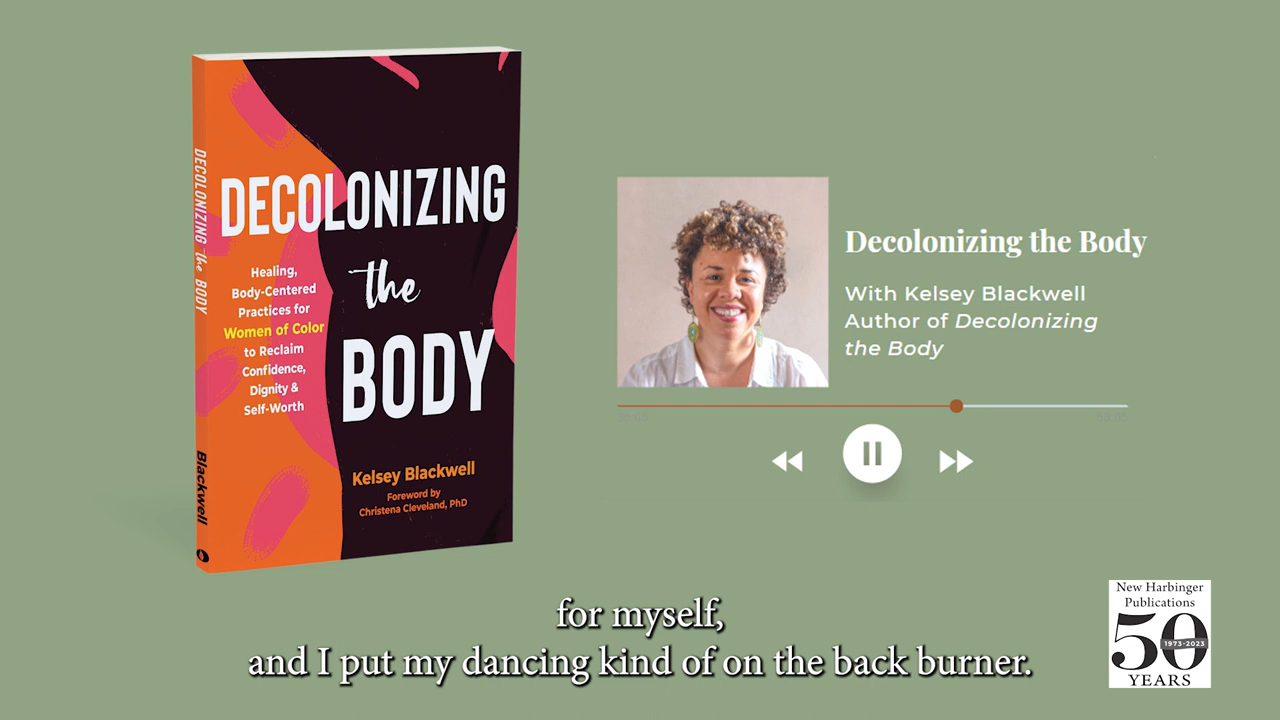 DECOLONIZING the BODY
Blackwell
DECOLONIZING
the
BODY
Healing,
Body-Centered
Practices for
Women of Color
to Reclaim
Confidence,
Dignity &
Self-Worth
Kelsey Blackwell
Foreword by
Christena Cleveland, PhD
Decolonizing the Body
With Kelsey Blackwell
Author of Decolonizing
the Body
for myself,
and I put my dancing kind of on the back burner.
New Harbinger
Publications
50
1973-2023
YEARS